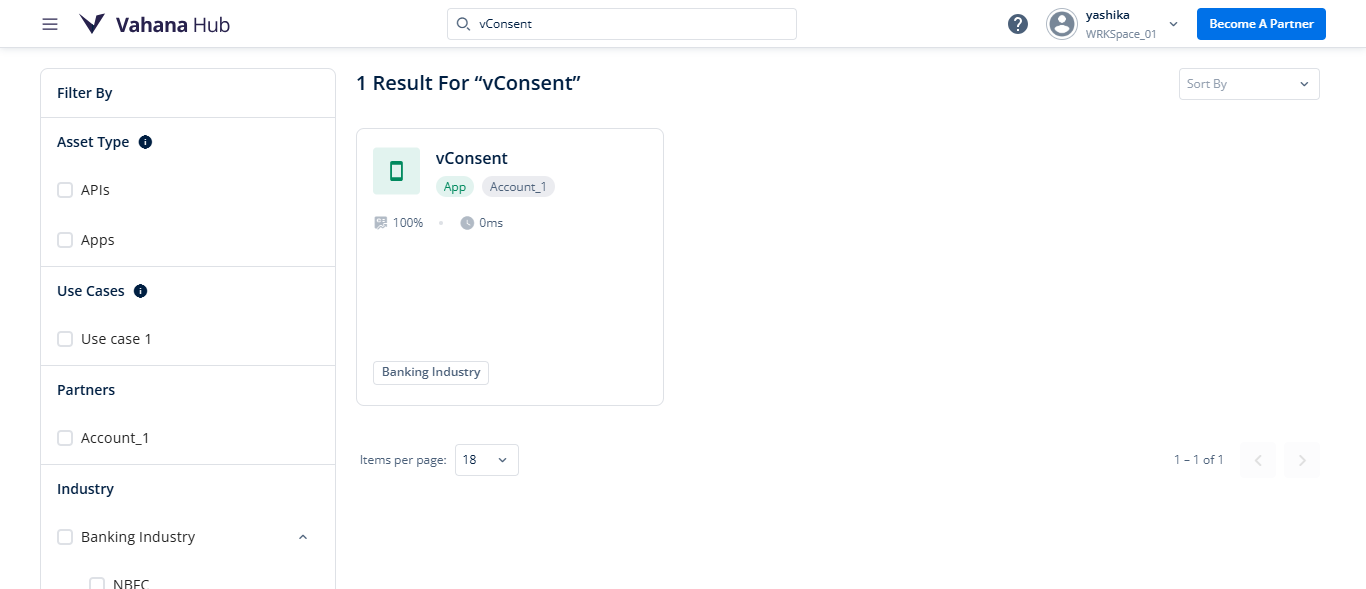 Vahana Hub
vConsent
?
yashika
WRKSpace_01
Become A Partner
Filter By
Asset Type i
APIs
Apps
Use Cases i
Use case 1
Partners
Account_1
Industry
Banking Industry
NBFC
1 Result For “vConsent”
Sort By
vConsent
App Account_1
100% • 0ms
Banking Industry
Items per page: 18
1 – 1 of 1